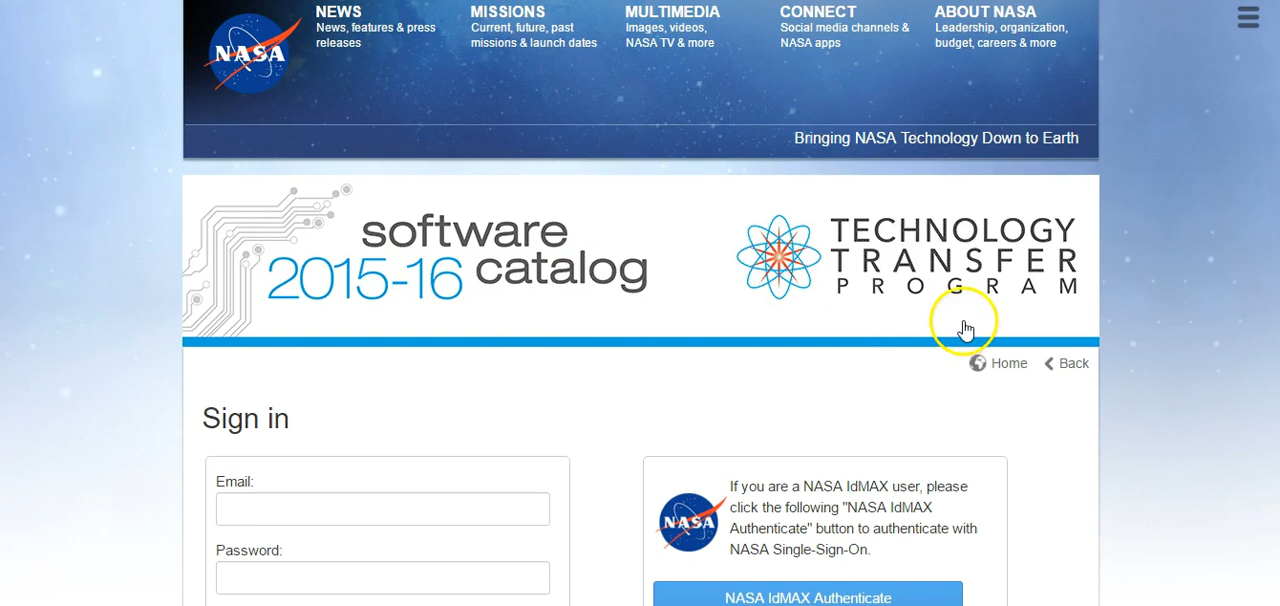 NASA
NEWS
News, features & press
releases
MISSIONS
Current, future, past
missions & launch dates
MULTIMEDIA
Images, videos,
NASA TV & more
CONNECT
Social media channels &
NASA apps
ABOUT NASA
Leadership, organization,
budget, careers & more
Bringing NASA Technology Down to Earth
software
2015-16 catalog
TECHNOLOGY
TRANSFER
PROGRAM
Home
Back
Sign in
Email:
Password:
NASA
If you are a NASA IdMAX user, please
click the following "NASA IdMAX
Authenticate" button to authenticate with
NASA Single-Sign-On.
NASA IdMAX Authenticate